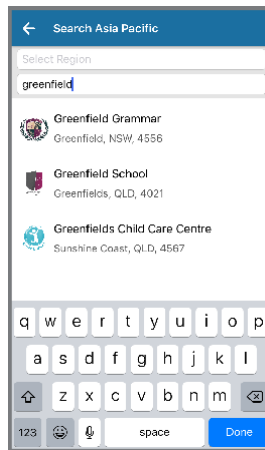 Search Asia Pacific
Select Region
greenfield
Greenfield Grammar
Greenfield, NSW, 4556
Greenfield School
Greenfields, QLD, 4021
Greenfields Child Care Centre
Sunshine Coast, QLD, 4567
q w e r t y u i o p
a s d f g h j k l
z x c v b n m
123 space Done